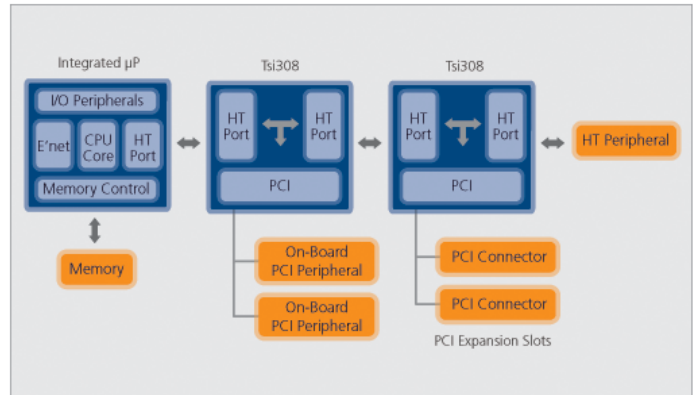 Integrated µP
Tsi308
Tsi308
I/O Peripherals
E'net
CPU
Core
HT
Port
Memory Control
HT
Port
HT
Port
PCI
HT
Port
HT
Port
PCI
HT Peripheral
Memory
On-Board
PCI Peripheral
On-Board
PCI Peripheral
PCI Connector
PCI Connector
PCI Expansion Slots